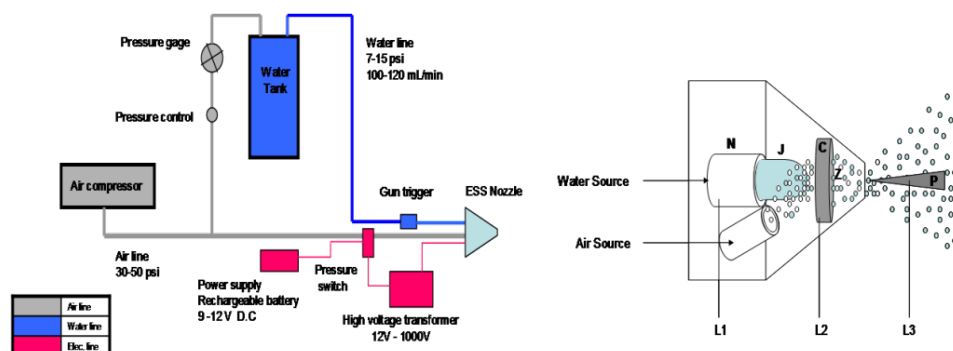 Pressure gage
Pressure control
Water
Tank
Water line
7-15 psi
100-120 mL/min
Air compressor
Gun trigger
ESS Nozzle
Air line
30-50 psi
Power supply
Rechargeable battery
9-12V D.C
Pressure
switch
High voltage transformer
12V - 1000V
Air line
Water line
Elec. line
N
J
C
Z
P
Water Source
Air Source
L1
L2
L3